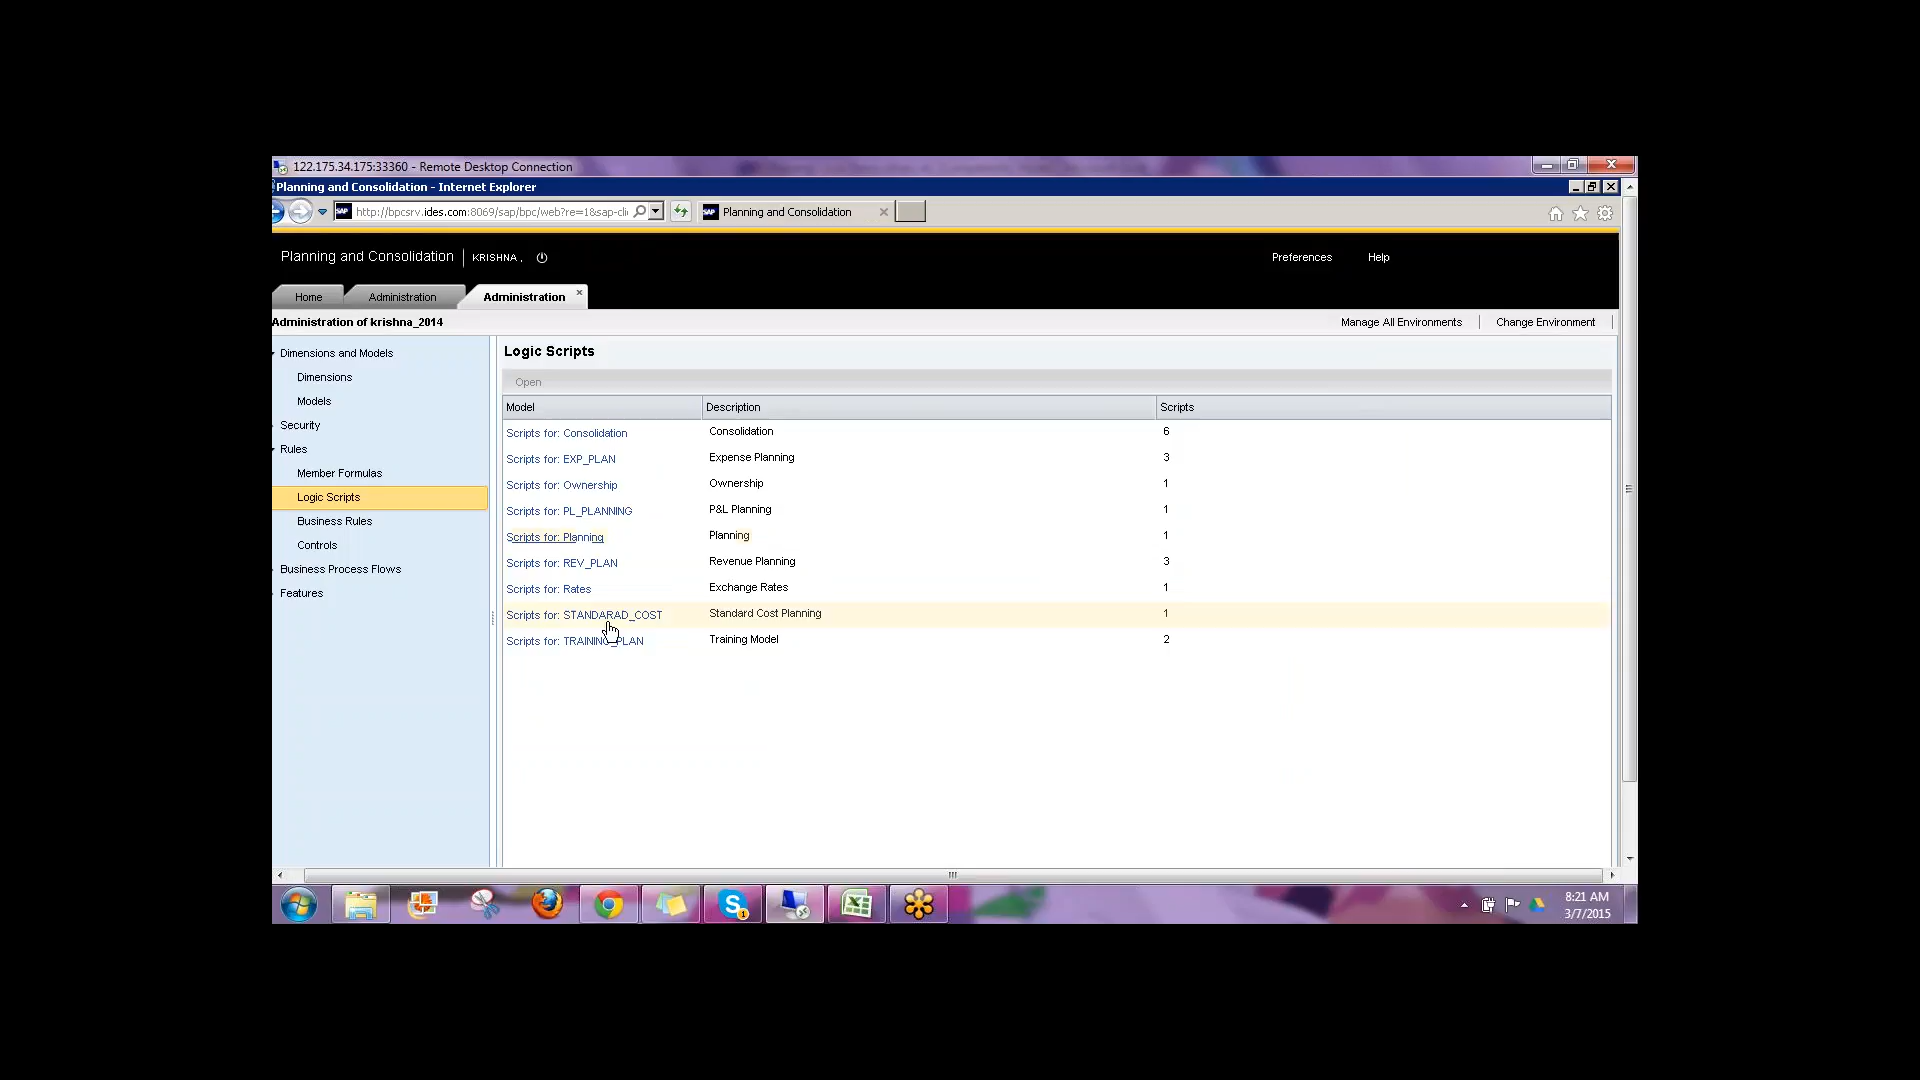 122.175.34.175:33360 - Remote Desktop Connection
Planning and Consolidation - Internet Explorer
SAP http://bpcsrv.ides.com:8069/sap/bpc/web?re=1&sap-cli SAP Planning and Consolidation
Planning and Consolidation KRISHNA , Preferences Help
Home Administration Administration
Administration of krishna_2014 Manage All Environments Change Environment
Dimensions and Models
Dimensions
Models
Security
Rules
Member Formulas
Logic Scripts
Business Rules
Controls
Business Process Flows
Features
Logic Scripts
Open
Model Description Scripts
Scripts for: Consolidation Consolidation 6
Scripts for: EXP_PLAN Expense Planning 3
Scripts for: Ownership Ownership 1
Scripts for: PL_PLANNING P&L Planning 1
Scripts for: Planning Planning 1
Scripts for: REV_PLAN Revenue Planning 3
Scripts for: Rates Exchange Rates 1
Scripts for: STANDARAD_COST Standard Cost Planning 1
Scripts for: TRAINING_PLAN Training Model 2
S 1
8:21 AM
3/7/2015